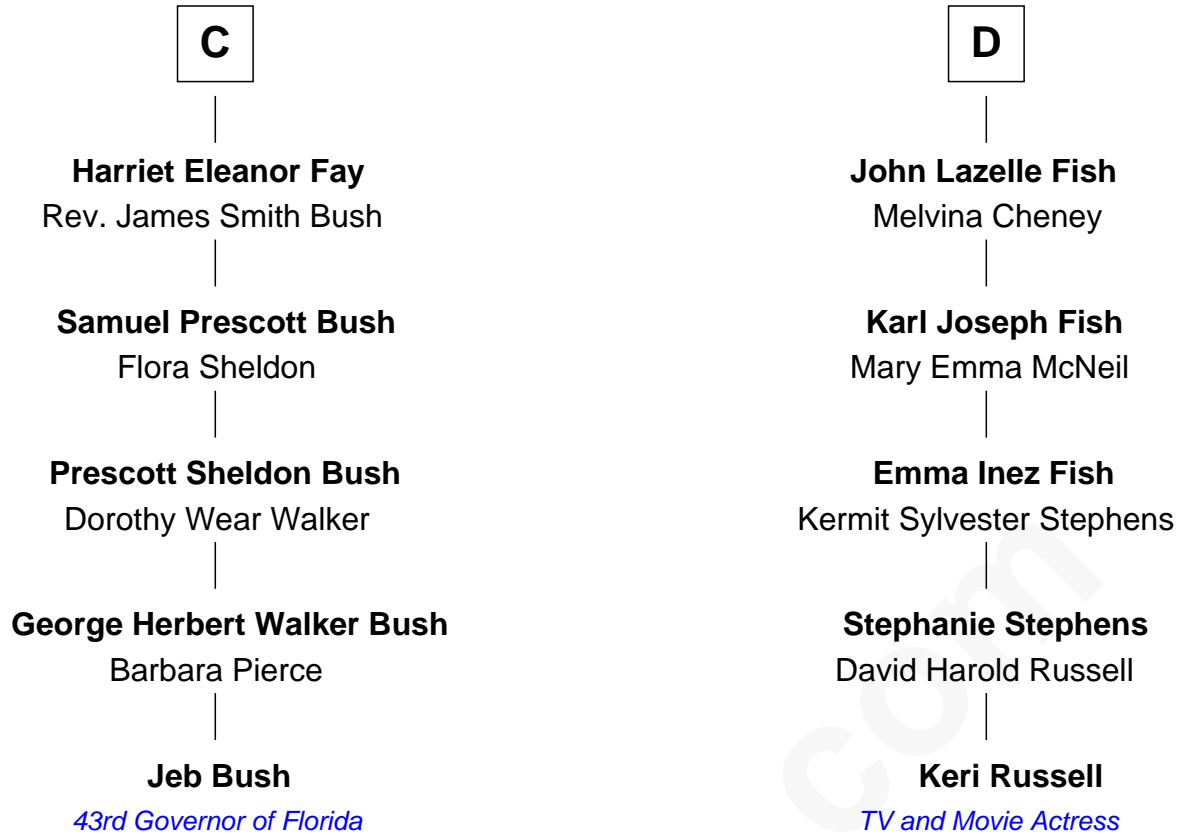 C
Harriet Eleanor Fay
Rev. James Smith Bush
Samuel Prescott Bush
Flora Sheldon
Prescott Sheldon Bush
Dorothy Wear Walker
George Herbert Walker Bush
Barbara Pierce
Jeb Bush
43rd Governor of Florida
D
John Lazelle Fish
Melvina Cheney
Karl Joseph Fish
Mary Emma McNeil
Emma Inez Fish
Kermit Sylvester Stephens
Stephanie Stephens
David Harold Russell
Keri Russell
TV and Movie Actress
com